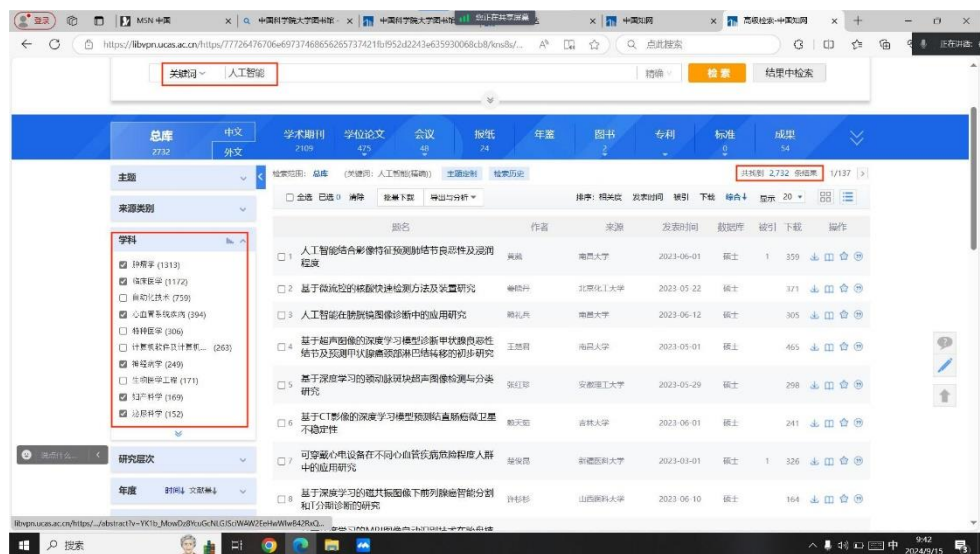 登录
MSN 中国
中国科学院大学图书馆 -
中国科学院大学图书馆
您正在共享屏幕
中国知网
高级检索-中国知网
https://libvpn.ucas.ac.cn/https/
/kns8s/...
点此搜索
正在讲话:
关键词 人工智能 精确 检索 结果中检索
总库 2732 中文 外文
学术期刊 2109
学位论文 475
会议 48
报纸 24
年鉴
图书 2
专利
标准 0
成果 54
主题
来源类别
学科
肿瘤学 (1313)
临床医学 (1172)
自动化技术 (759)
心血管系统疾病 (394)
特种医学 (306)
计算机软件及计算机... (263)
神经病学 (249)
生物医学工程 (171)
妇产科学 (169)
泌尿科学 (152)
研究层次
年度 时间↓ 文献量↓
检索范围: 总库 (关键词: 人工智能(精确)) 主题定制 检索历史
共找到 2,732 条结果 1/137
全选 已选 0 清除 批量下载 导出与分析
排序: 相关度 发表时间 被引 下载 综合↓ 显示 20
题名 作者 来源 发表时间 数据库 被引 下载 操作
1 人工智能结合影像特征预测肺结节良恶性及浸润程度 南昌大学 2023-06-01 硕士 1 359
2 基于微流控的核酸快速检测方法及装置研究 北京化工大学 2023-05-22 硕士 371
3 人工智能在膀胱镜图像诊断中的应用研究 南昌大学 2023-06-12 硕士 305
4 基于超声图像的深度学习模型诊断甲状腺良恶性结节及预测甲状腺癌颈部淋巴结转移的初步研究 南昌大学 2023-05-01 硕士 465
5 基于深度学习的颈动脉斑块超声图像检测与分类研究 安徽理工大学 2023-05-29 硕士 298
6 基于CT影像的深度学习模型预测结直肠癌微卫星不稳定性 吉林大学 2023-06-01 硕士 241
7 可穿戴心电设备在不同心血管疾病危险程度人群中的应用研究 新疆医科大学 2023-03-01 硕士 1 326
8 基于深度学习的磁共振图像下前列腺癌智能分割和T分期诊断的研究 山西医科大学 2023-06-10 硕士 164
搜索
中
9:42
2024/9/15